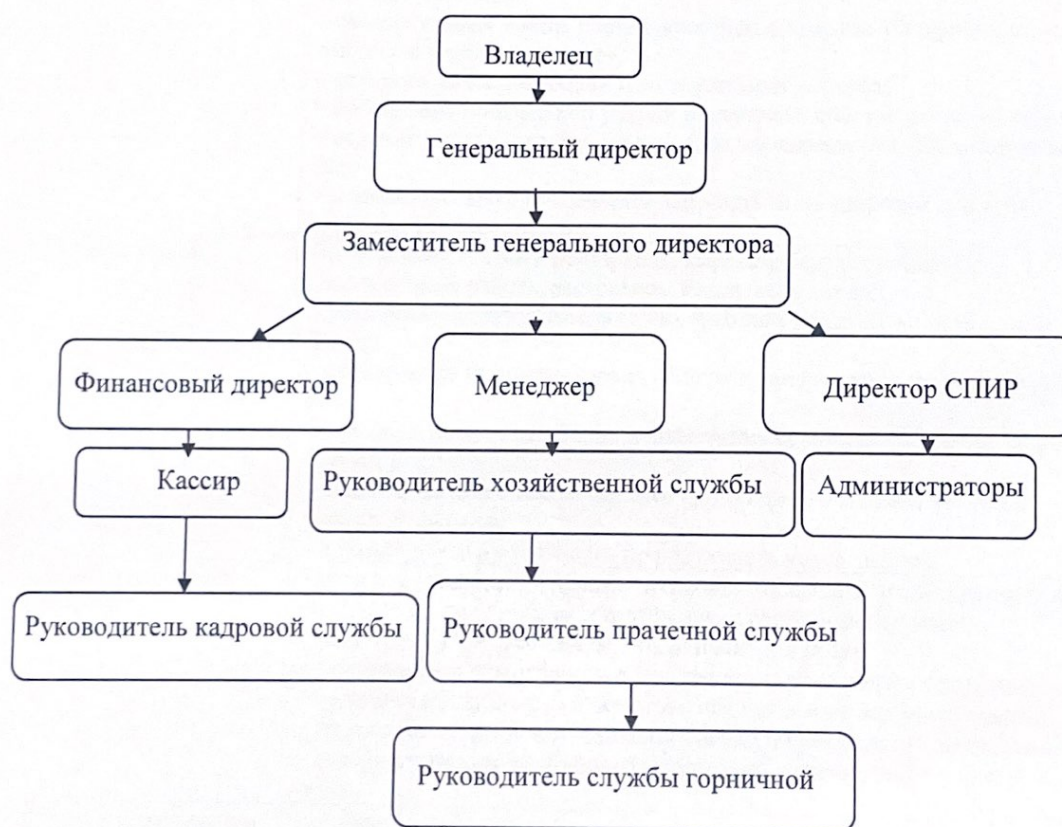 Владелец
Генеральный директор
Заместитель генерального директора
Финансовый директор
Менеджер
Директор СПИР
Кассир
Руководитель хозяйственной службы
Администраторы
Руководитель кадровой службы
Руководитель прачечной службы
Руководитель службы горничной